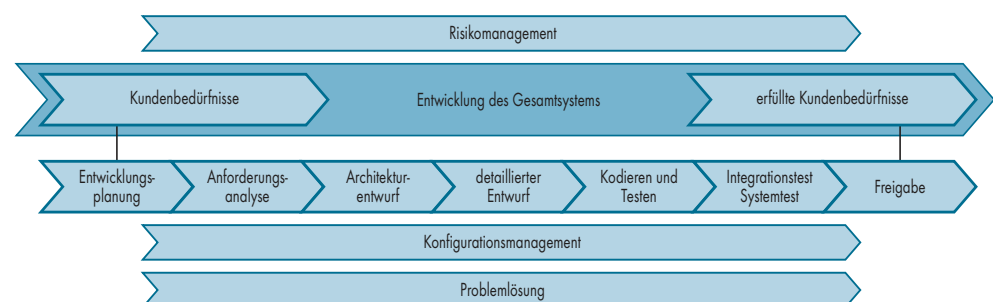 Risikomanagement
Kundenbedürfnisse
Entwicklung des Gesamtsystems
erfüllte Kundenbedürfnisse
Entwicklungs-
planung
Anforderungs-
analyse
Architektur-
entwurf
detaillierter
Entwurf
Kodieren und
Testen
Integrationstest
Systemtest
Freigabe
Konfigurationsmanagement
Problemlösung